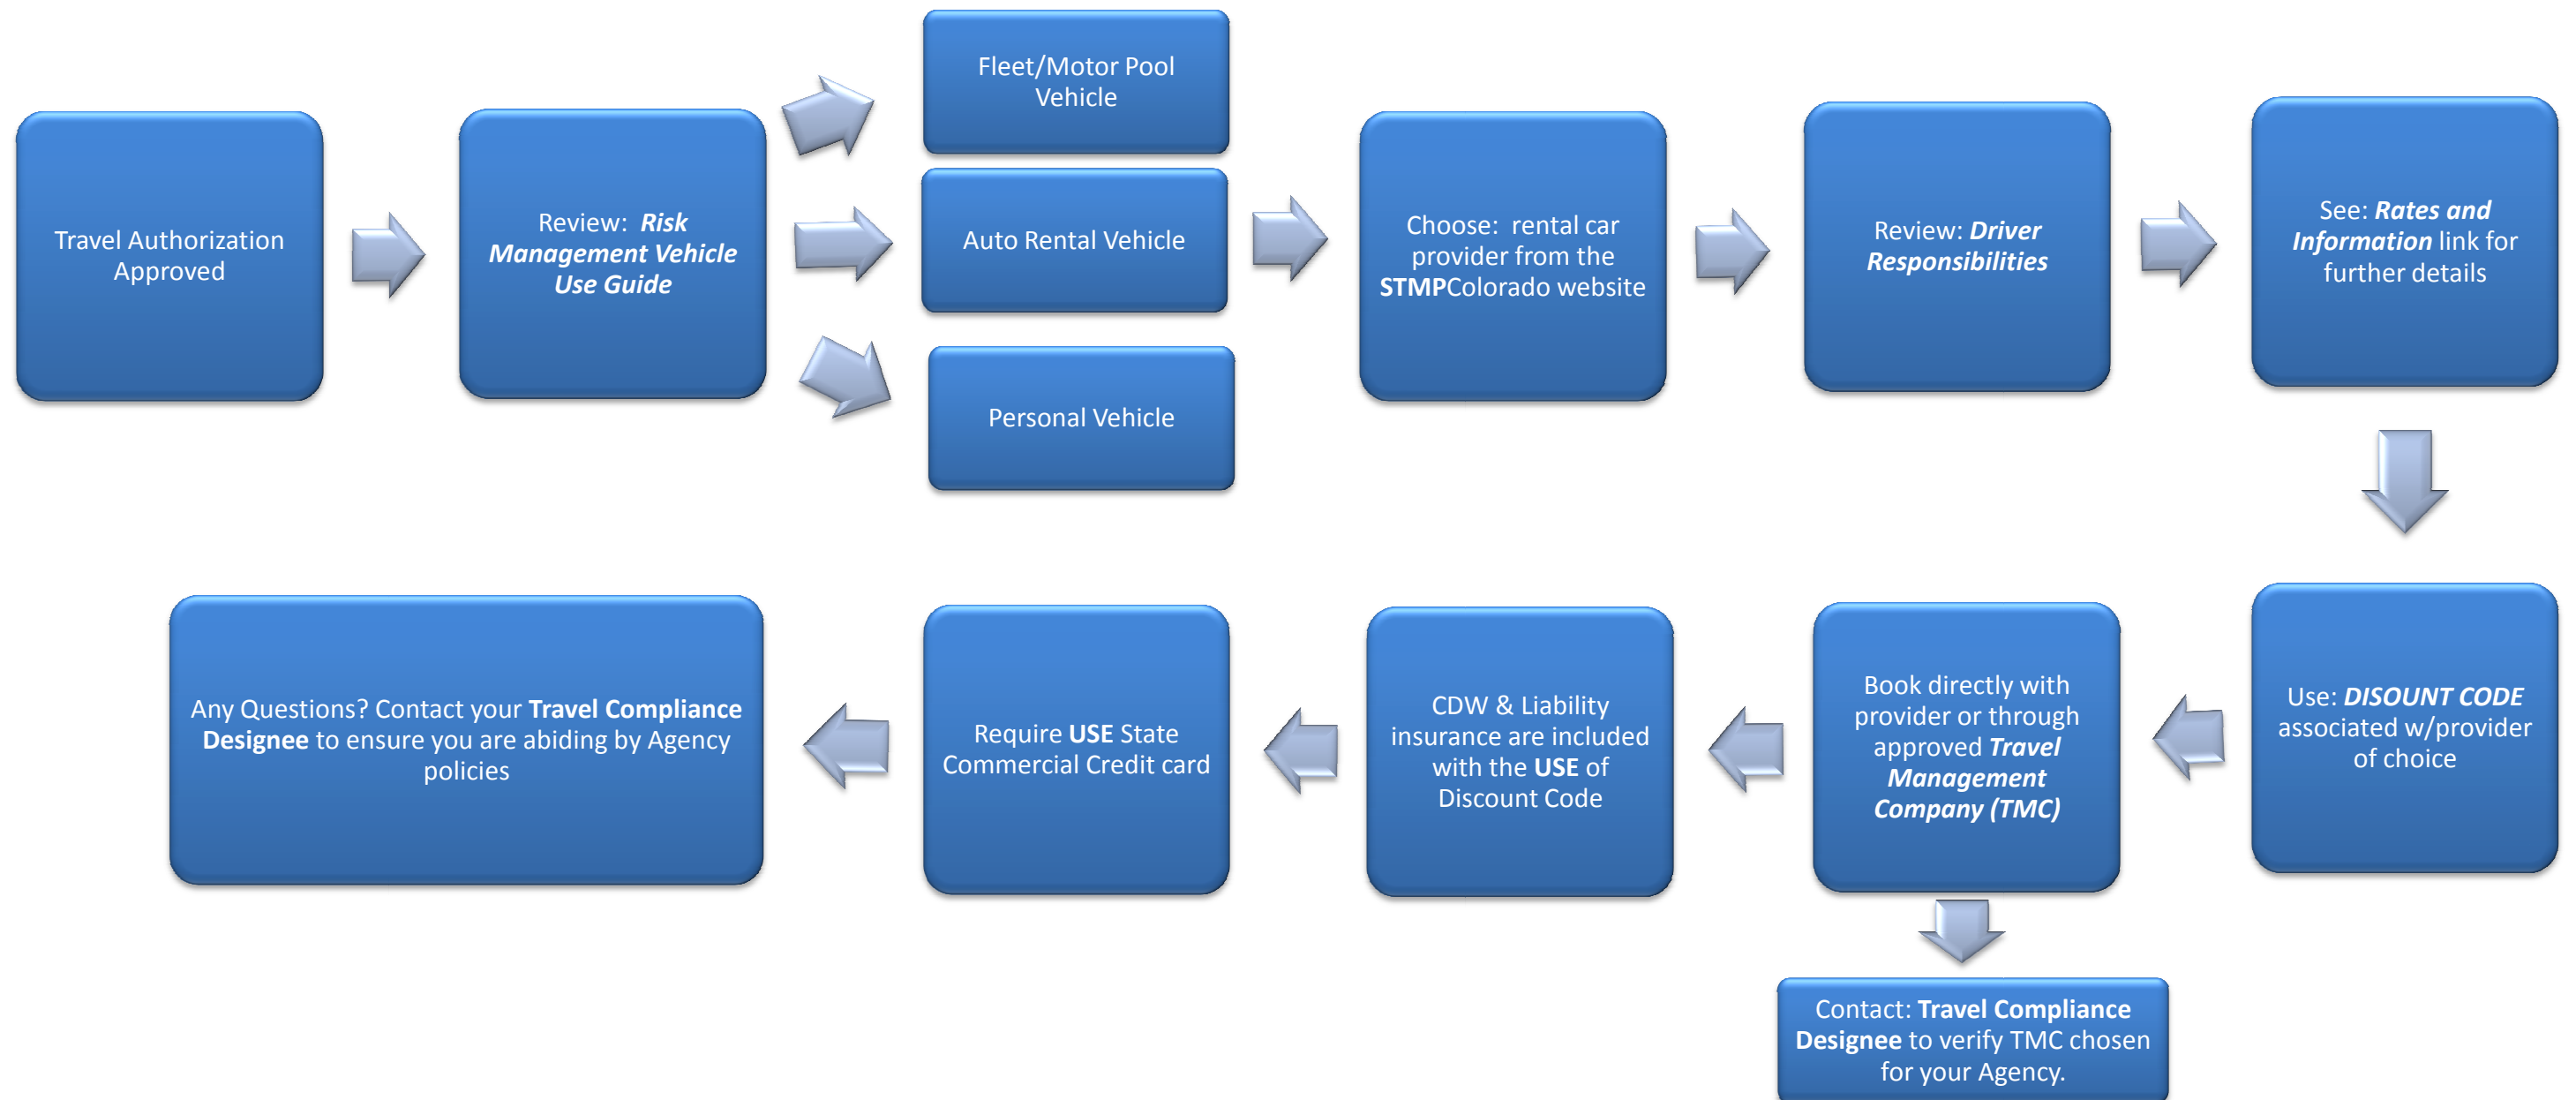 Travel Authorization
Approved
Review: Risk
Management Vehicle
Use Guide
Fleet/Motor Pool
Vehicle
Auto Rental Vehicle
Personal Vehicle
Choose: rental car
provider from the
STMPColorado website
Review: Driver
Responsibilities
See: Rates and
Information link for
further details
Use: DISOUNT CODE
associated w/provider
of choice
Book directly with
provider or through
approved Travel
Management
Company (TMC)
Contact: Travel Compliance
Designee to verify TMC chosen
for your Agency.
CDW & Liability
insurance are included
with the USE of
Discount Code
Require USE State
Commercial Credit card
Any Questions? Contact your Travel Compliance
Designee to ensure you are abiding by Agency
policies